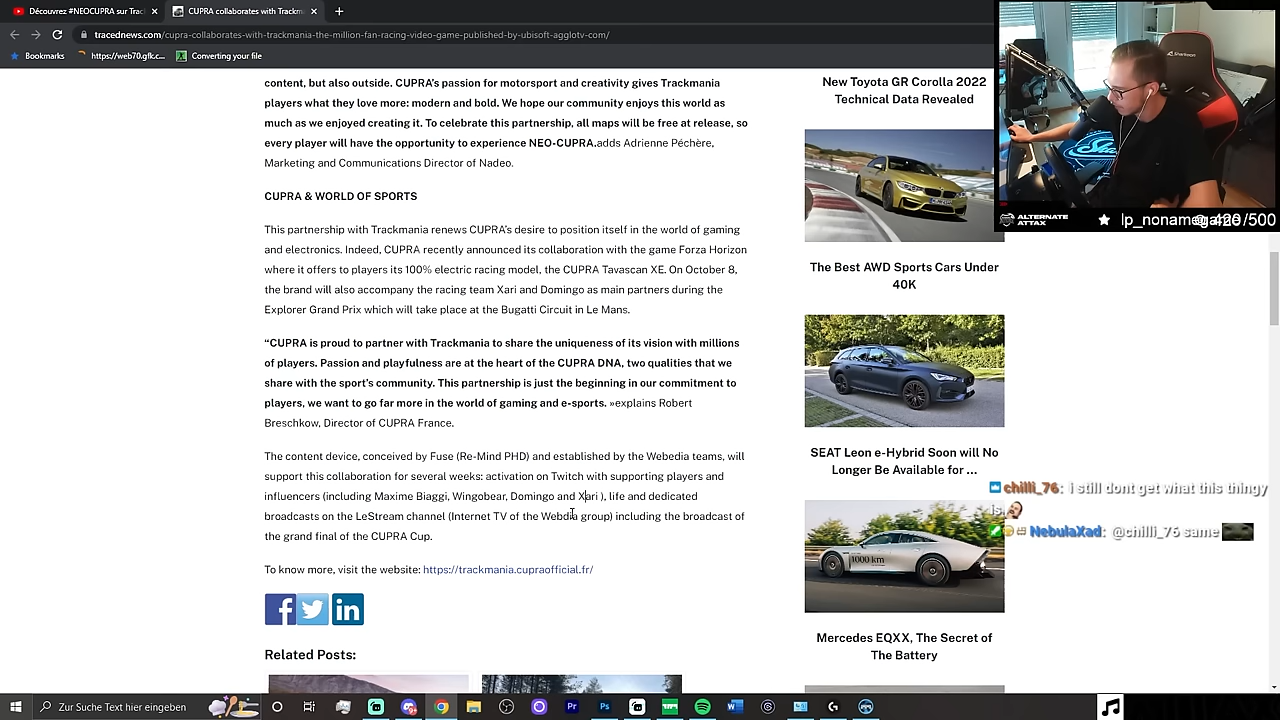 Découvrez #NEOCUPRA sur Trac
CUPRA collaborates with Trackm
tracednews.com/cupra-collaborates-with-trackmania
million-
video-game-published-by-ubisoft-agootv-com/
Bookmarks
https://web70.gfk.c...
Converting your file
content but also outside. CUPRA's passion for motorsport and creativity gives Trackmania
players what they love more: more and bold. We hope our community enjoys this world as
much as we enjoyed creating it. To celebrate this partnership, all maps will be free at release, so
every player will have the opportunity to experience NEO-CUPRA.adds Adrienne Péchère,
Marketing and Communications Director of Nadeo.
CUPRA & WORLD OF SPORTS
This partnership with Trackmania is part of CUPRA's desire to position itself in the world of gaming
and electronics. Indeed, CUPRA recently announced its collaboration with the game Forza Horizon
where it offers to players its 100% electric racing model, the CUPRA Tavascan XE. On October 8,
the brand will also accompany the racing team Xari and Domingo as main partners during the
Explorer Grand Prix which will take place at the Bugatti Circuit in Le Mans.
“CUPRA is proud to partner with Trackmania to share the uniqueness of its vision with millions
of players. Passion and playfulness are at the heart of the CUPRA DNA, two qualities that we
share with the sport's community. This partnership is just the beginning in our commitment to
players, we want to go far more in the world of gaming and e-sports. »explains Robert
Breschkow, Director of CUPRA France.
The content device, conceived by Fuse (Re-Mind PHD) and established by the Webedia teams, will
support this collaboration for several weeks: activation on Twitch with supporting players and
influencers (including Maxime Biaggi, Wingobear, Domingo and Xari ), life and dedicated
broadcast on the LeStream channel (Internet TV of the Webdia group) including the broadcast of
the grand final of the ZrT Cup.
To know more, visit the website: https://trackmania.cupraofficial.fr/
Related Posts:
New Toyota GR Corolla 2022
Technical Data Revealed
The Best AWD Sports Cars Under
40K
SEAT Leon e-Hybrid Soon will No
Longer Be Available for ...
1000 km
Mercedes EQXX, The Secret of
The Battery
ALTERNATE
ATTAX
420/500
chilli_76: i still dont get what this thingy
is
NebulaXad: @chilli_76 same
Zur Suche Text hier eingeben